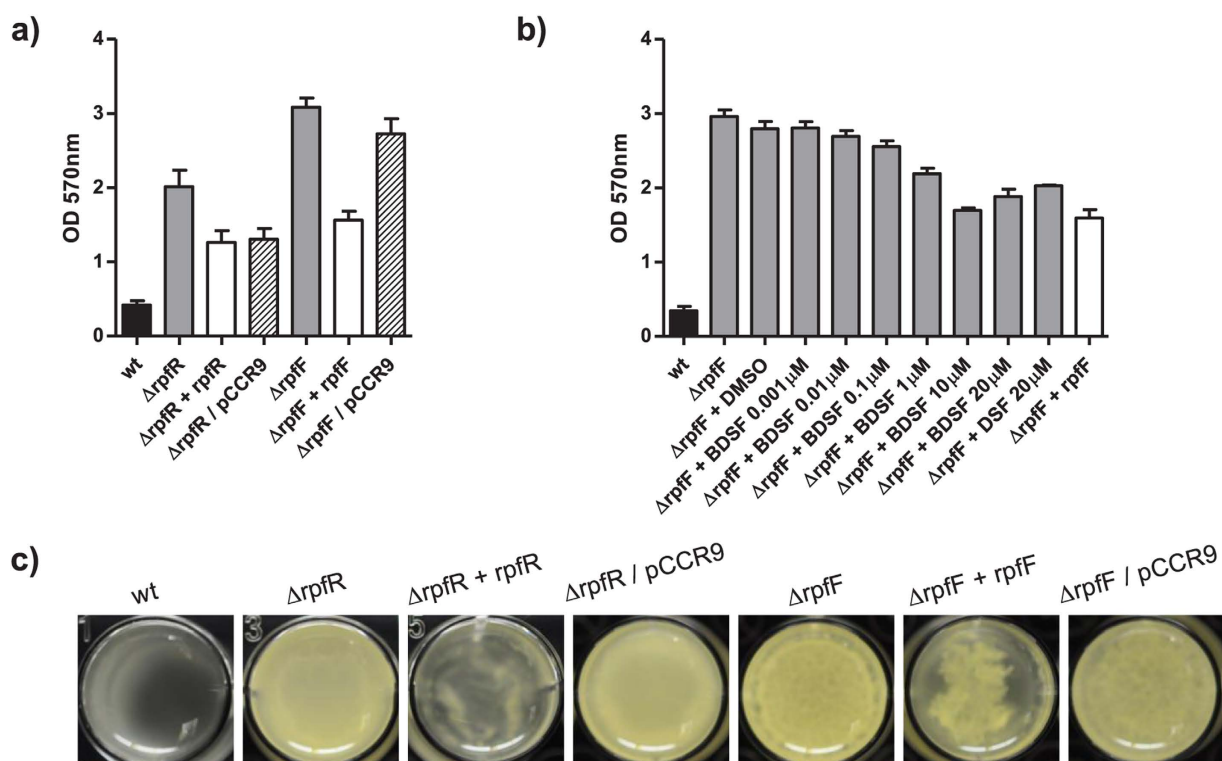 a)
OD 570nm
4
3
2
1
0
wt
ΔrpfR
ΔrpfR + rpfR
ΔrpfR / pCCR9
ΔrpfF
ΔrpfF + rpfF
ΔrpfF / pCCR9
b)
OD 570nm
4
3
2
1
0
wt
ΔrpfF
ΔrpfF + DMSO
ΔrpfF + BDSF 0.001μM
ΔrpfF + BDSF 0.01μM
ΔrpfF + BDSF 0.1μM
ΔrpfF + BDSF 1μM
ΔrpfF + BDSF 10μM
ΔrpfF + BDSF 20μM
ΔrpfF + DSF 20μM
ΔrpfF + rpfF
c)
wt
ΔrpfR
ΔrpfR + rpfR
ΔrpfR / pCCR9
ΔrpfF
ΔrpfF + rpfF
ΔrpfF / pCCR9
1
3
5